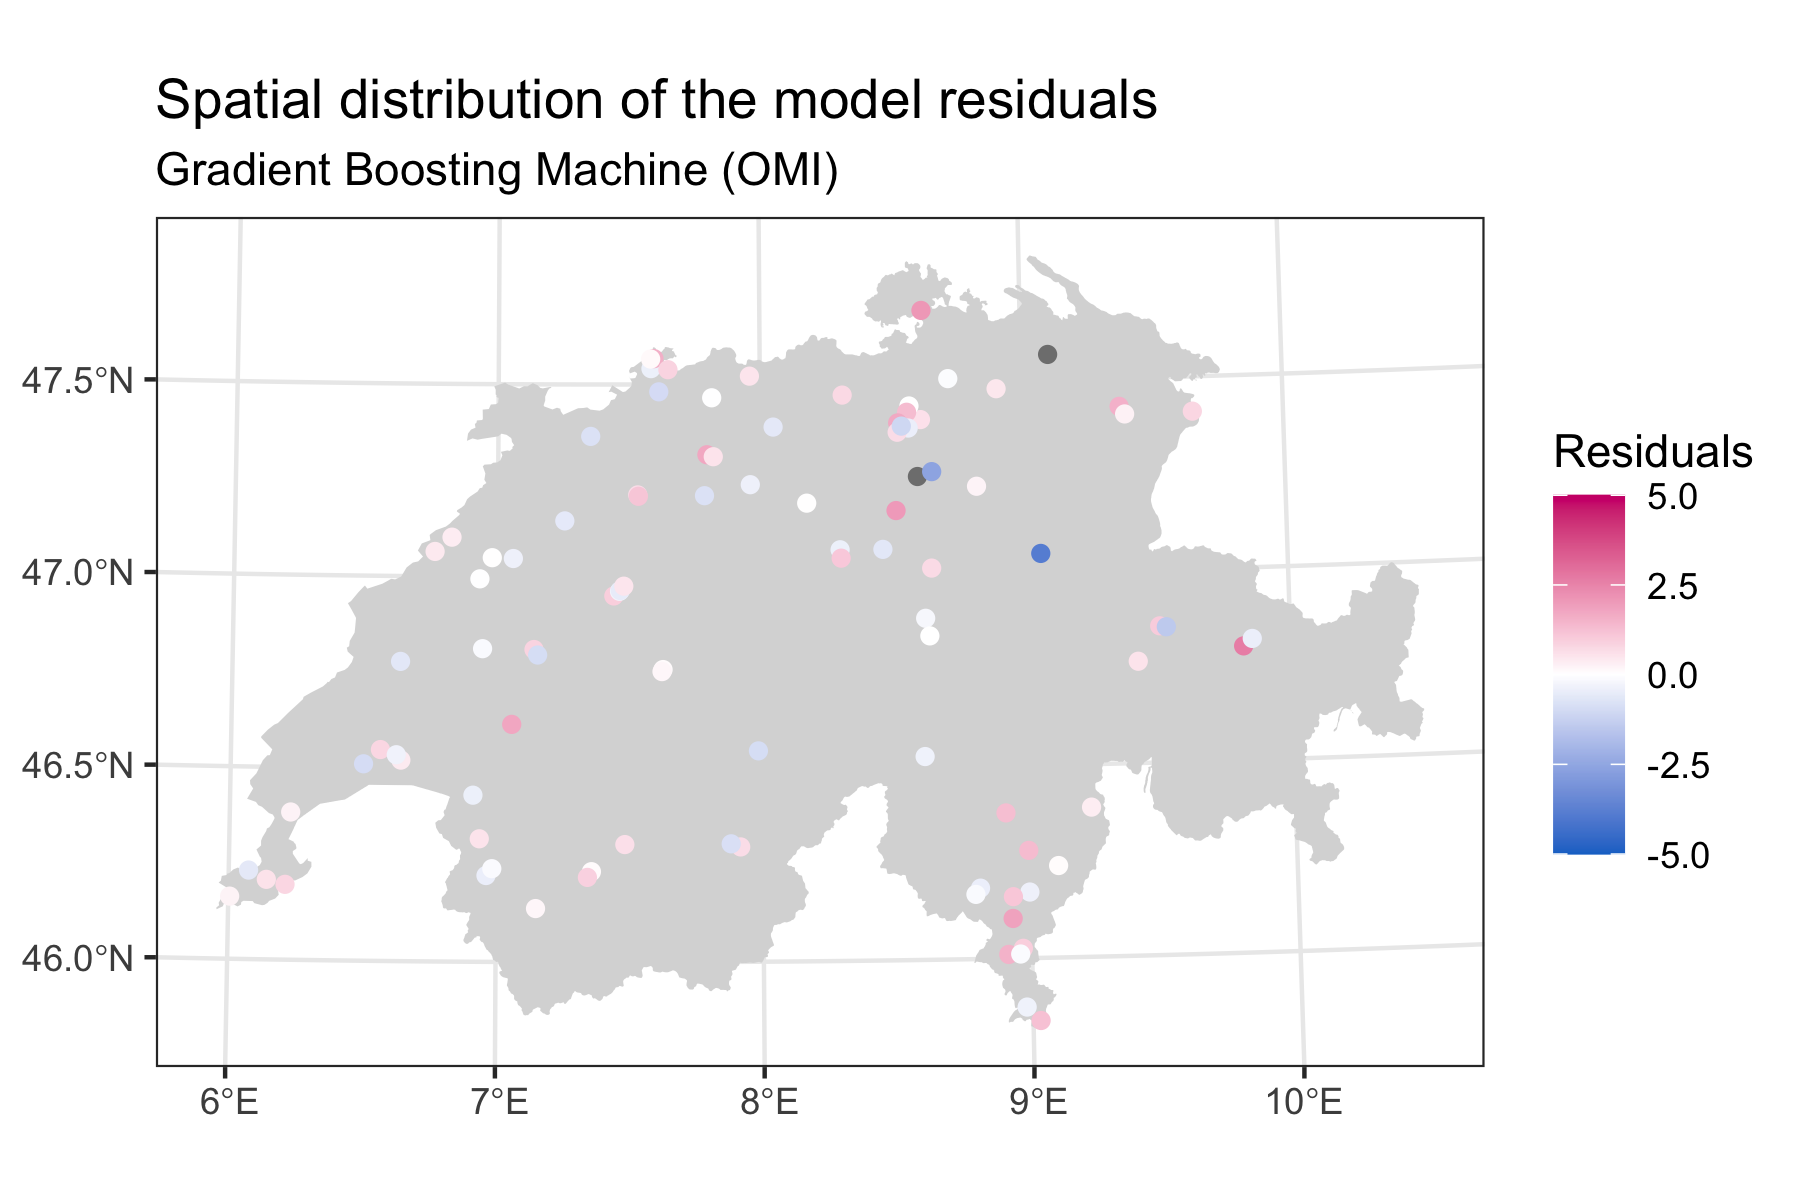 Spatial distribution of the model residuals
Gradient Boosting Machine (OMI)
47.5°N
47.0°N
46.5°N
46.0°N
6°E
7°E
8°E
9°E
10°E
Residuals
5.0
2.5
0.0
-2.5
-5.0